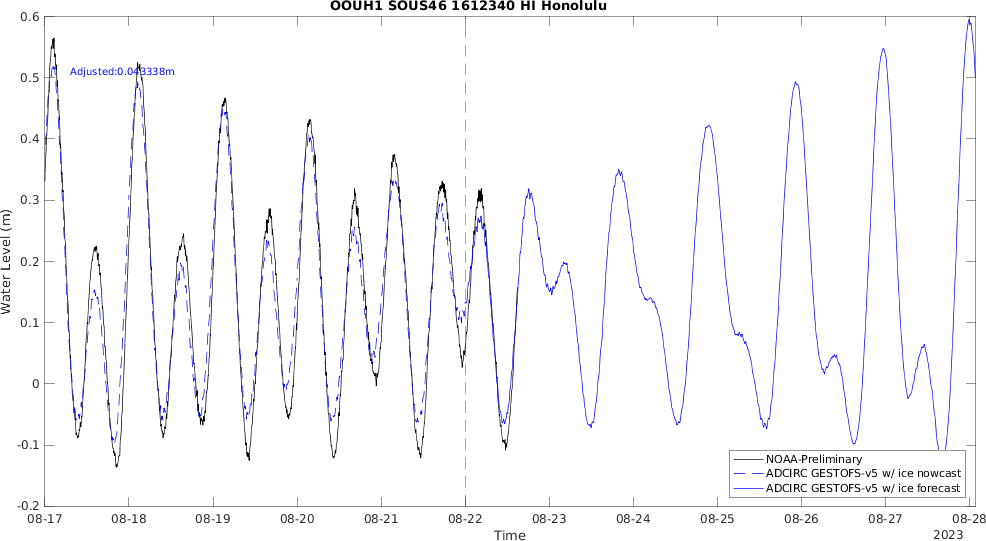 OOUH1 SOUS46 1612340 HI Honolulu
Adjusted:0.043338m
0.6
0.5
0.4
0.3
0.2
0.1
0
-0.1
-0.2
Water Level (m)
08-17 08-18 08-19 08-20 08-21 08-22 08-23 08-24 08-25 08-26 08-27 08-28
Time
2023
NOAA-Preliminary
ADCIRC GESTOFS-v5 w/ ice nowcast
ADCIRC GESTOFS-v5 w/ ice forecast